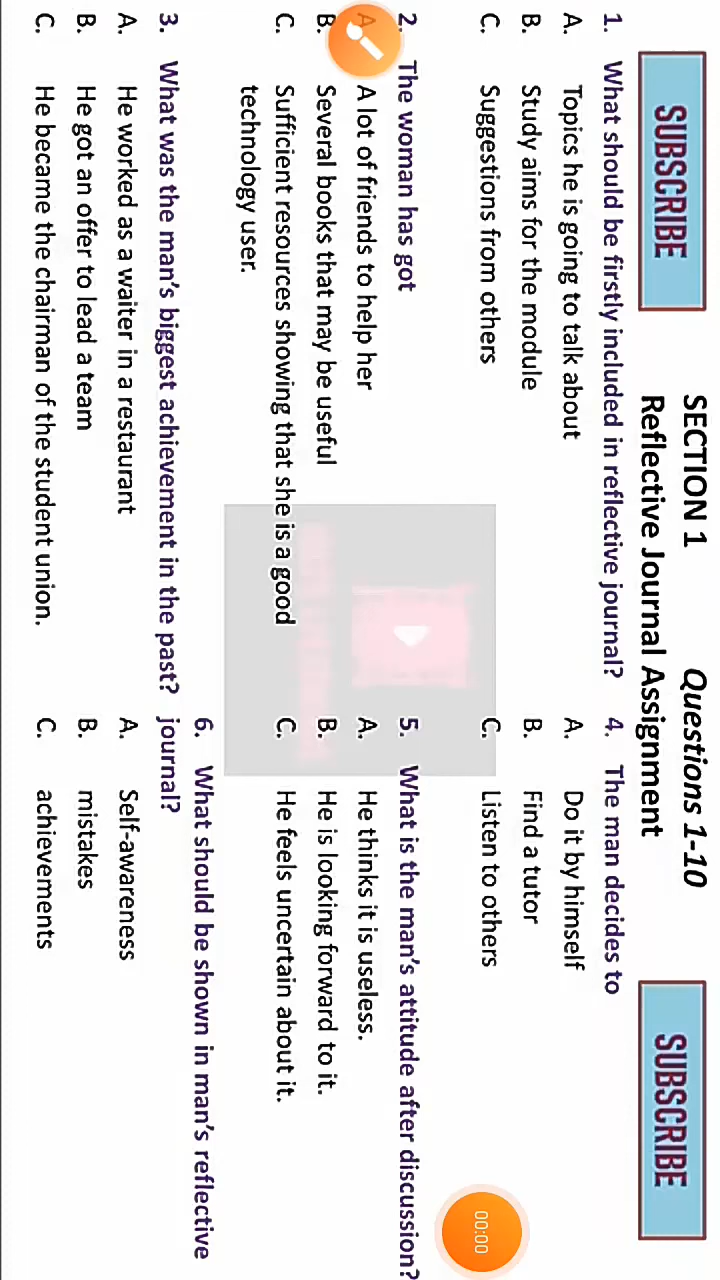 SUBSCRIBE
SECTION 1
Questions 1-10
SUBSCRIBE
Reflective Journal Assignment
1. What should be firstly included in reflective journal?
A. Topics he is going to talk about
B. Study aims for the module
C. Suggestions from others
2. The woman has got
A. A lot of friends to help her
B. Several books that may be useful
C. Sufficient resources showing that she is a good
technology user.
3. What was the man's biggest achievement in the past?
A. He worked as a waiter in a restaurant
B. He got an offer to lead a team
C. He became the chairman of the student union.
4. The man decides to
A. Do it by himself
B. Find a tutor
C. Listen to others
5. What is the man's attitude after discussion?
A. He thinks it is useless.
B. He is looking forward to it.
C. He feels uncertain about it.
6. What should be shown in man's reflective
journal?
A. Self-awareness
B. mistakes
C. achievements
00:00